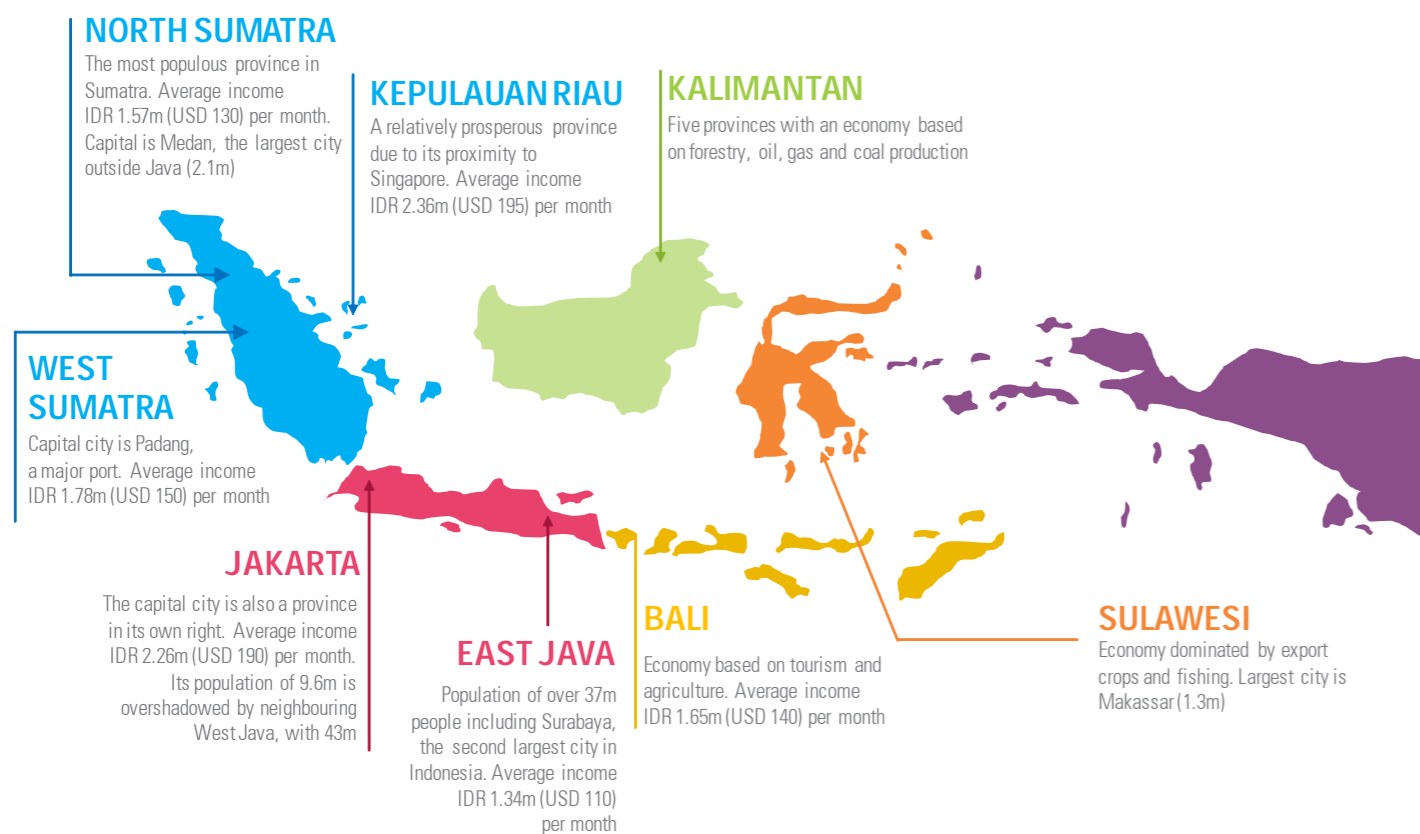 NORTH SUMATRA
The most populous province in
Sumatra. Average income
IDR 1.57m (USD 130) per month.
Capital is Medan, the largest city
outside Java (2.1m)
KEPULAUAN RIAU
A relatively prosperous province
due to its proximity to
Singapore. Average income
IDR 2.36m (USD 195) per month
KALIMANTAN
Five provinces with an economy based
on forestry, oil, gas and coal production
WEST
SUMATRA
Capital city is Padang,
a major port. Average income
IDR 1.78m (USD 150) per month
JAKARTA
The capital city is also a province
in its own right. Average income
IDR 2.26m (USD 190) per month.
Its population of 9.6m is
overshadowed by neighbouring
West Java, with 43m
EAST JAVA
Population of over 37m
people including Surabaya,
the second largest city in
Indonesia. Average income
IDR 1.34m (USD 110)
per month
BALI
Economy based on tourism and
agriculture. Average income
IDR 1.65m (USD 140) per month
SULAWESI
Economy dominated by export
crops and fishing. Largest city is
Makassar (1.3m)